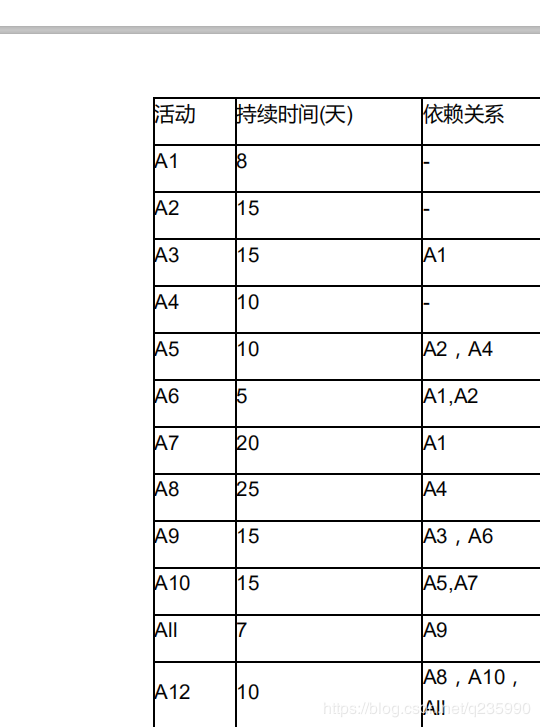 活动 持续时间(天) 依赖关系
A1 8 -
A2 15 -
A3 15 A1
A4 10 -
A5 10 A2，A4
A6 5 A1,A2
A7 20 A1
A8 25 A4
A9 15 A3，A6
A10 15 A5,A7
All 7 A9
A12 10 A8，A10，
All
https://blog.csdn.net/q235990